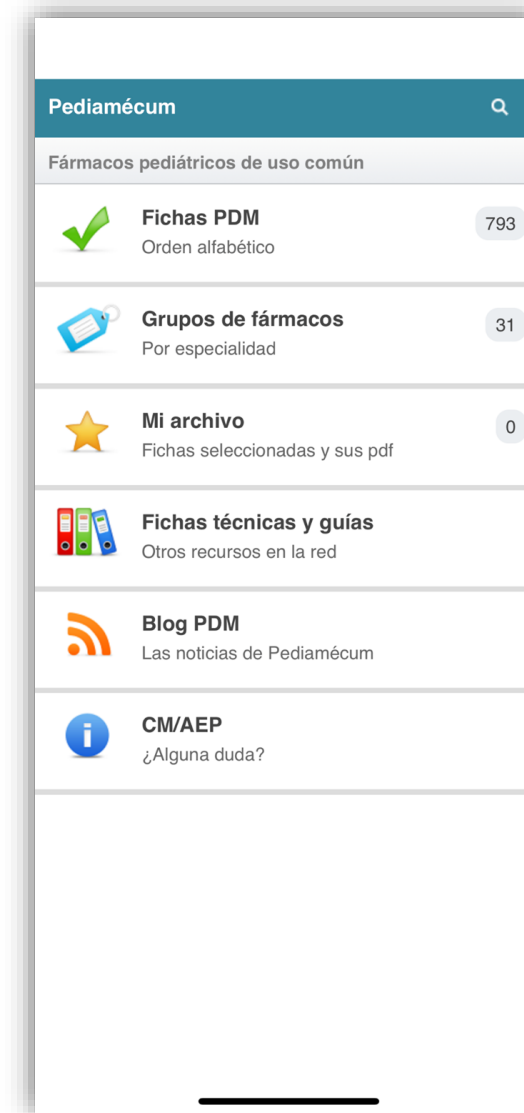 Pediamécum
Fármacos pediátricos de uso común
Fichas PDM
793
Orden alfabético
Grupos de fármacos
31
Por especialidad
Mi archivo
0
Fichas seleccionadas y sus pdf
Fichas técnicas y guías
Otros recursos en la red
Blog PDM
Las noticias de Pediamécum
CM/AEP
¿Alguna duda?